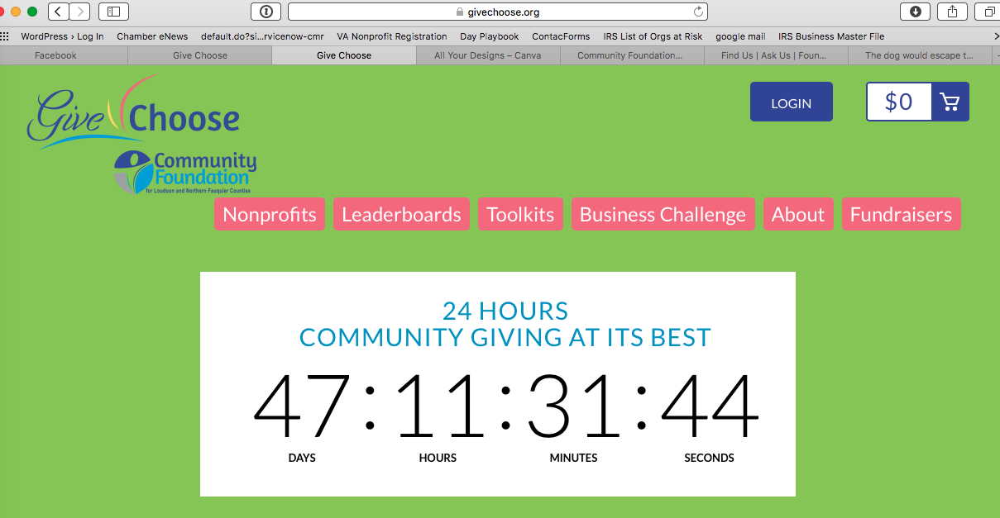 givechoose.org
WordPress › Log In Chamber eNews default.do?si...rvicenow-cmr VA Nonprofit Registration Day Playbook ContacForms IRS List of Orgs at Risk google mail IRS Business Master File
Facebook Give Choose Give Choose All Your Designs – Canva Community Foundation... Find Us | Ask Us | Foun... The dog would escape t...
Give Choose
LOGIN $0
Community
Foundation
for Loudoun and Northern Fauquier Counties
Nonprofits Leaderboards Toolkits Business Challenge About Fundraisers
24 HOURS
COMMUNITY GIVING AT ITS BEST
47:11:31:44
DAYS HOURS MINUTES SECONDS